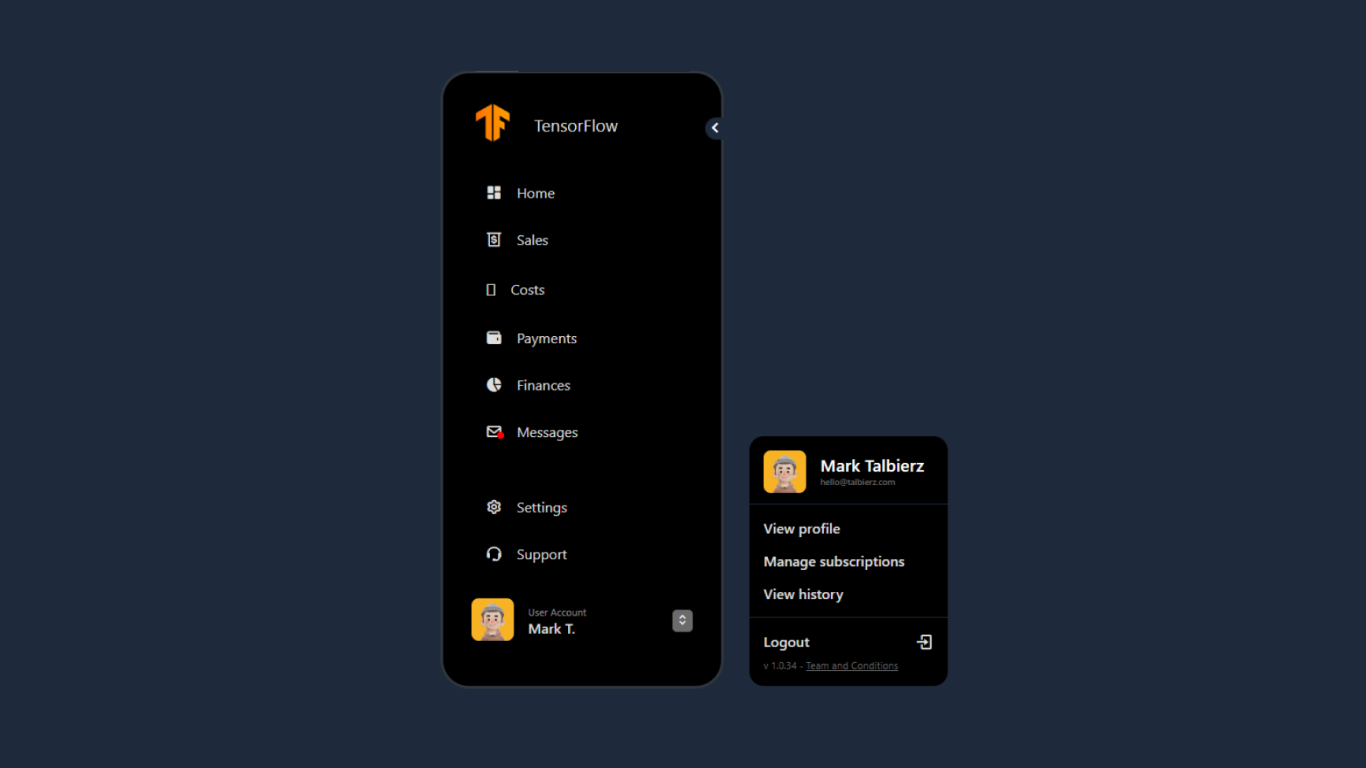 TensorFlow
Home
Sales
Costs
Payments
Finances
Messages
Settings
Support
User Account
Mark T.
Mark Talbierz
hello@talbierz.com
View profile
Manage subscriptions
View history
Logout
v 1.0.34 - Team and Conditions